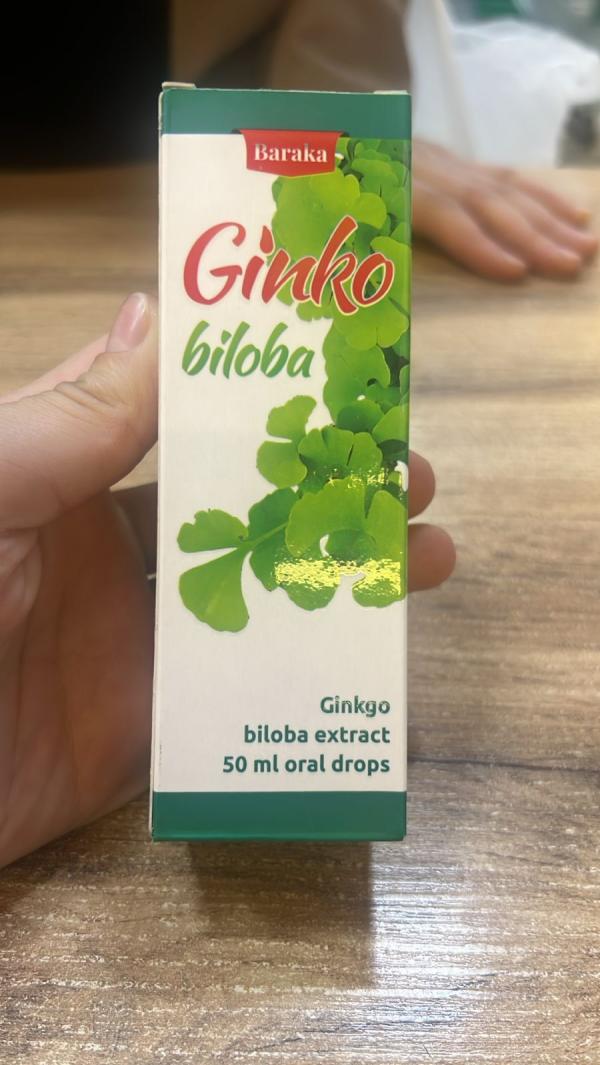 Baraka
Ginko
biloba
Ginkgo
biloba extract
50 ml oral drops